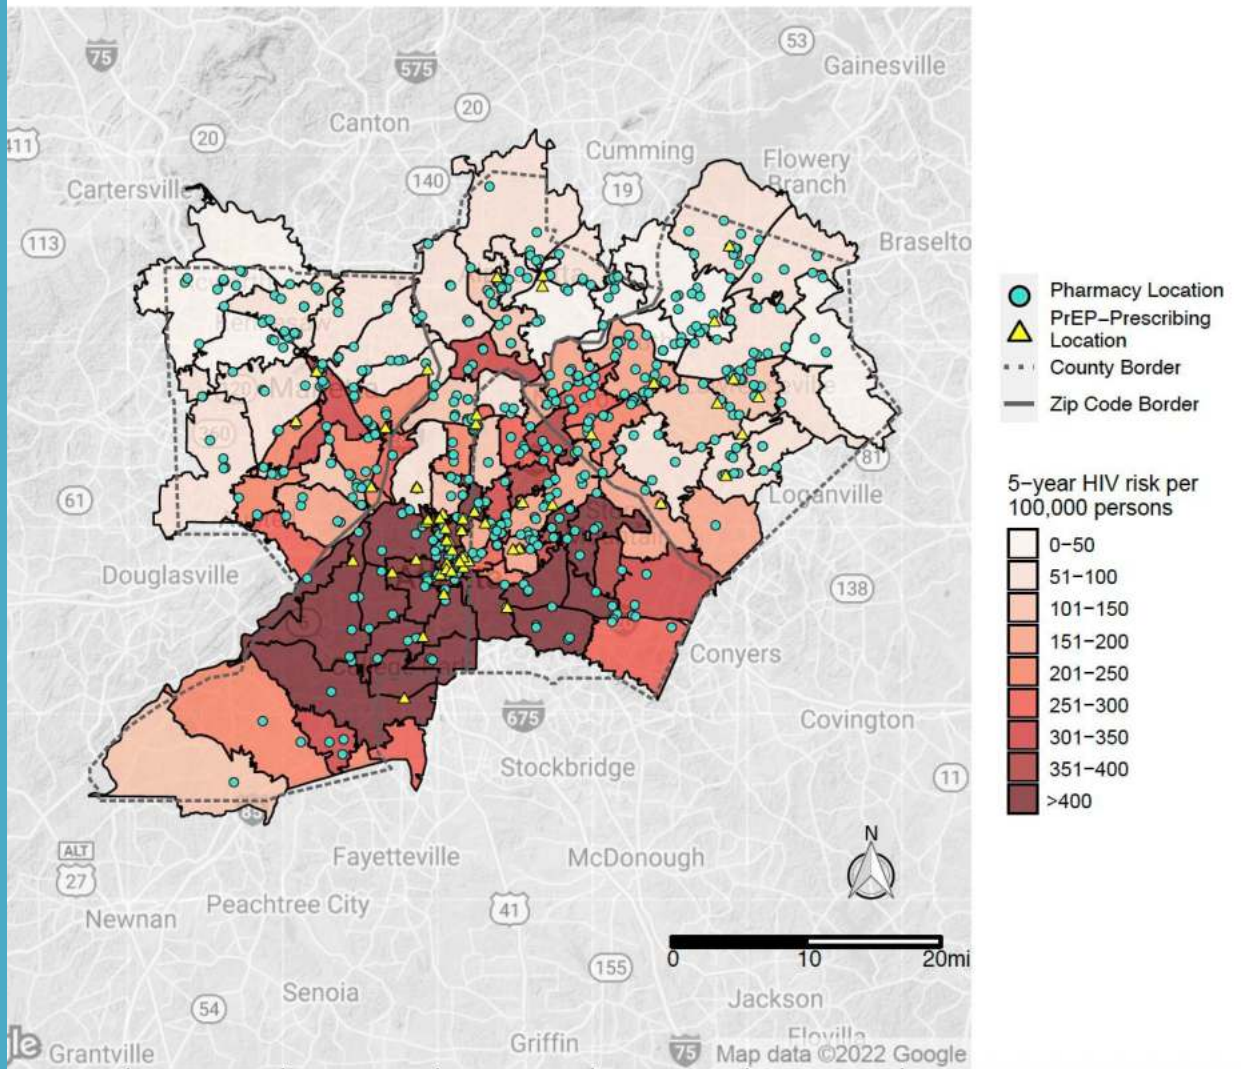 53
75
Gainesville
575
20
Canton
411
20
Cumming
Flowery
Branch
Cartersville
140
19
113
Braselto
Pharmacy Location
PrEP-Prescribing
Location
County Border
Zip Code Border
81
61
Loganville
5-year HIV risk per
100,000 persons
0-50
51-100
101-150
151-200
201-250
251-300
301-350
351-400
>400
Douglasville
138
Conyers
675
Covington
Stockbridge
11
85
N
ALT
27
Fayetteville
McDonough
Newnan
Peachtree City
41
0
10
20mi
155
54
Senoia
Jackson
Griffin
Flovilla
le
Grantville
75
Map data ©2022 Google